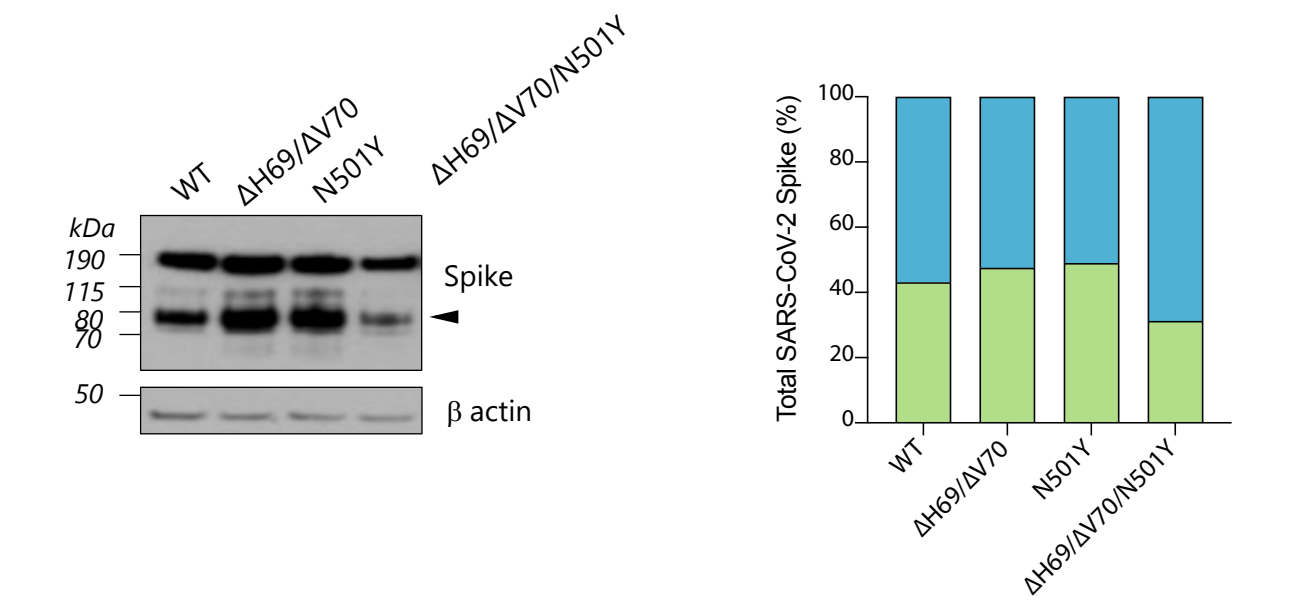 WT
ΔH69/ΔV70
N501Y
ΔH69/ΔV70/N501Y
kDa
190
115
80
70
50
Spike
β actin
Total SARS-CoV-2 Spike (%)
100
80
60
40
20
0
WT
ΔH69/ΔV70
N501Y
ΔH69/ΔV70/N501Y